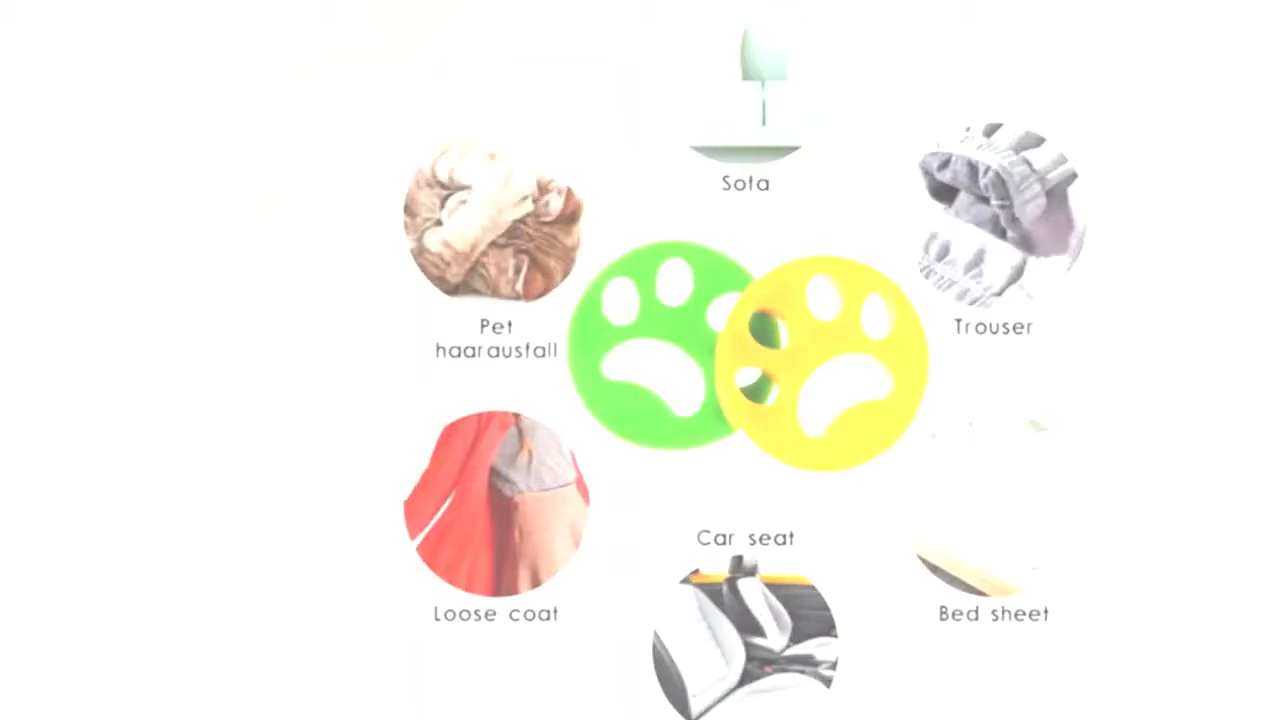 Sofa
Pet
haarausfall
Trouser
Car seat
Loose coat
Bed sheet